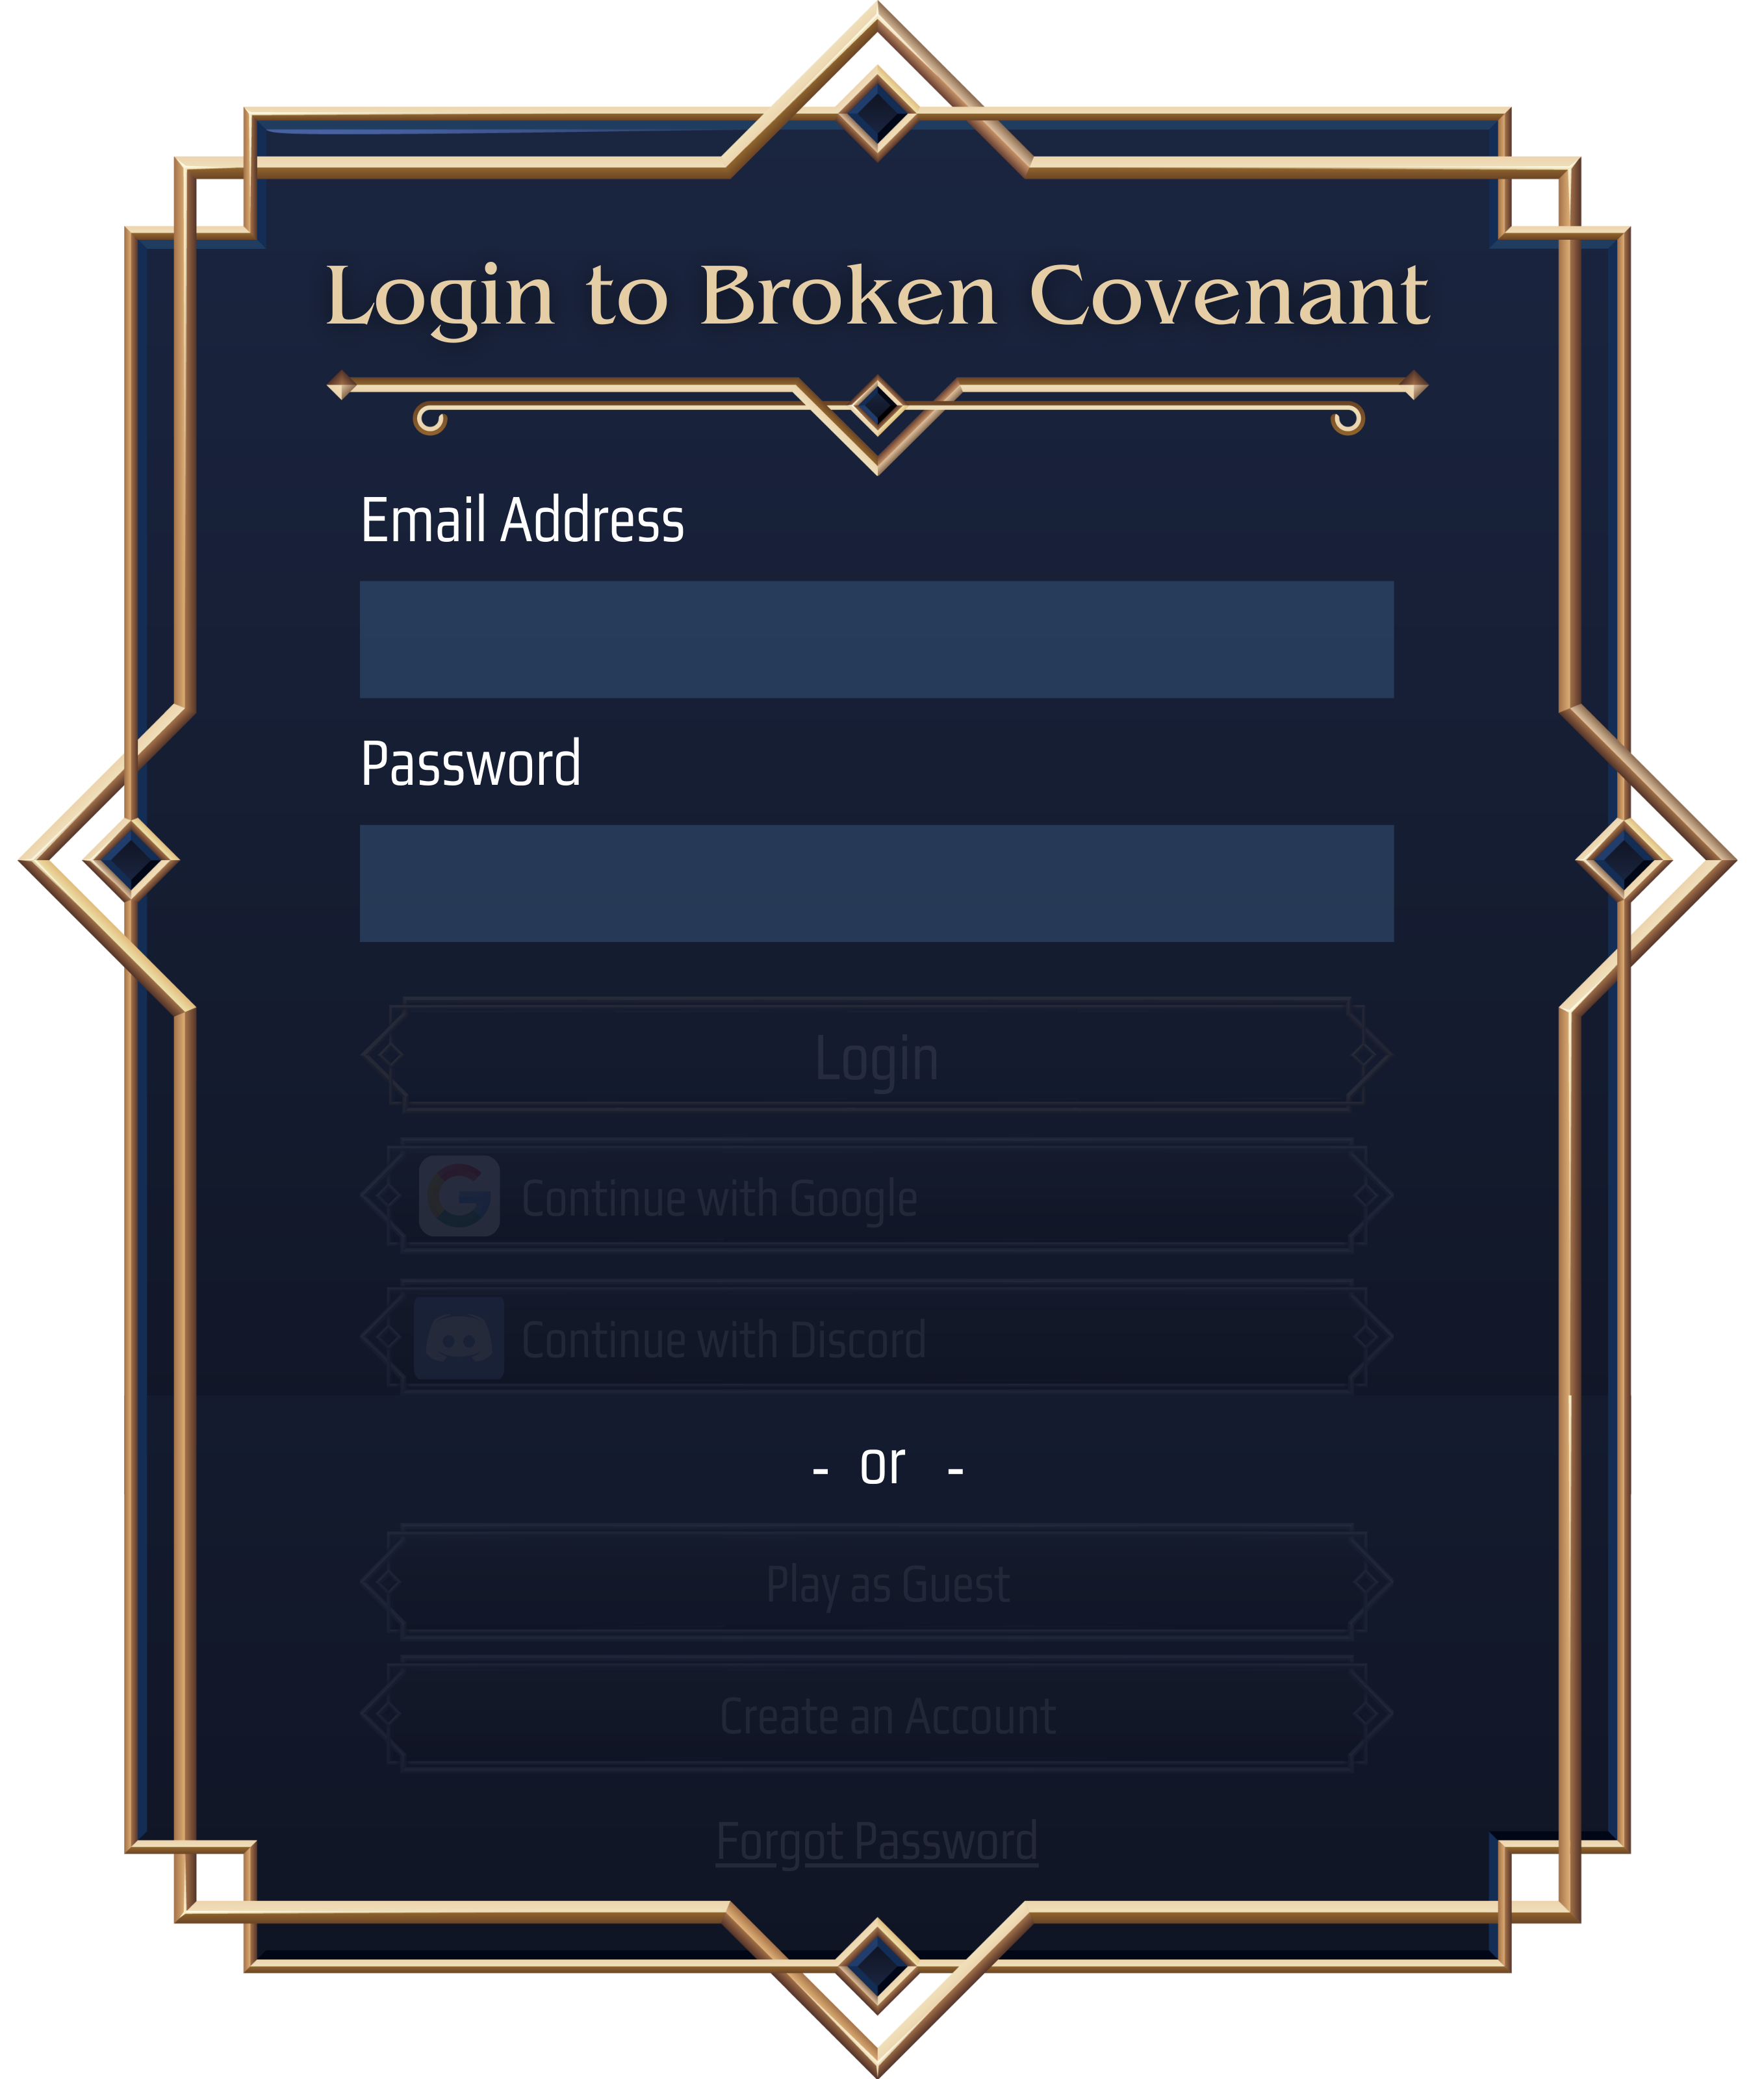 Login to Broken Covenant
Email Address
Password
Login
Continue with Google
Continue with Discord
- or -
Play as Guest
Create an Account
Forgot Password